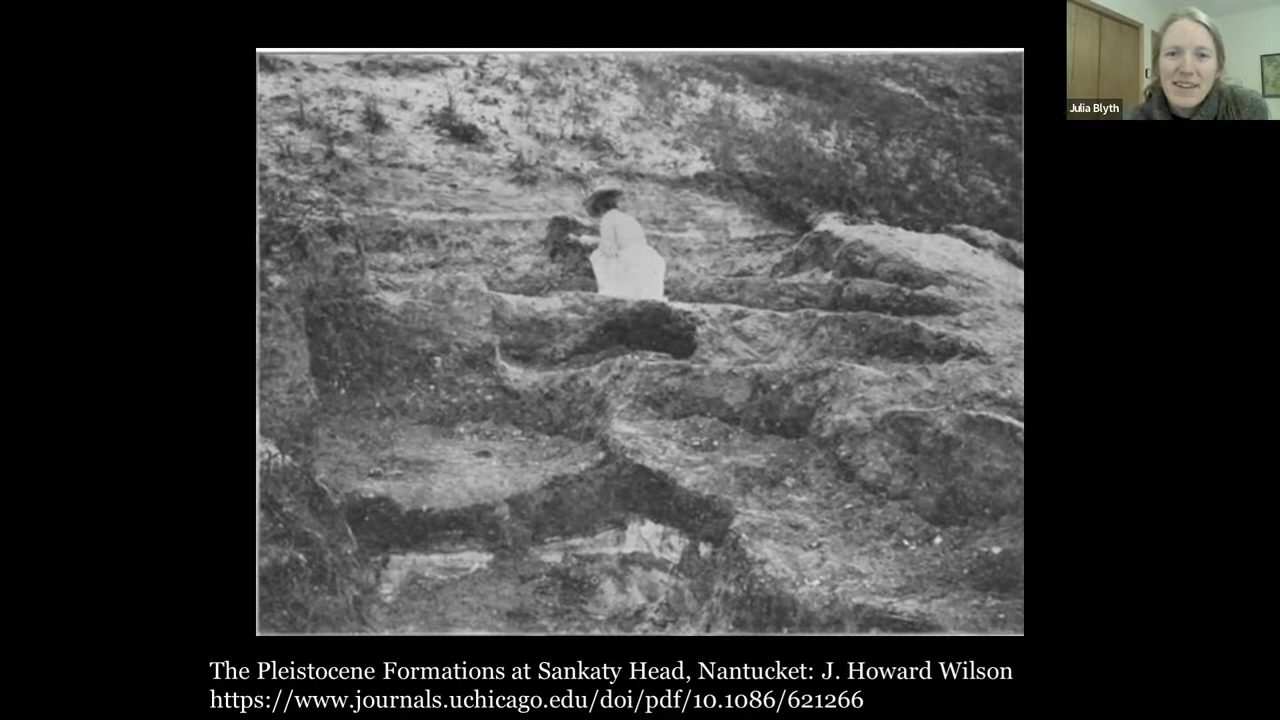 Julia Blyth
The Pleistocene Formations at Sankaty Head, Nantucket: J. Howard Wilson
https://www.journals.uchicago.edu/doi/pdf/10.1086/621266